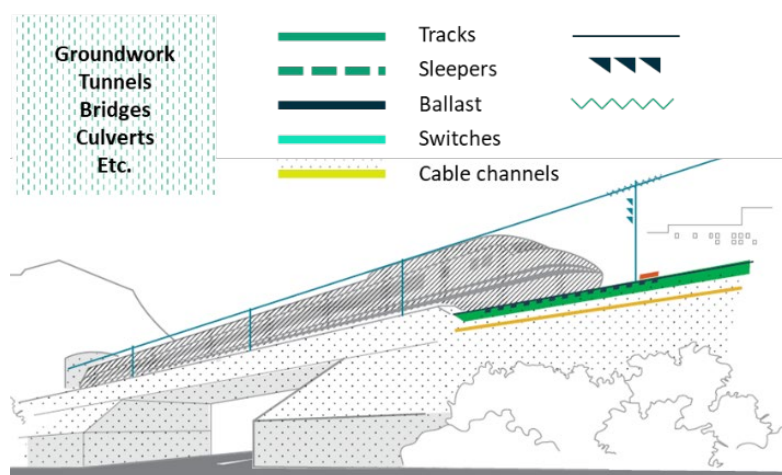 Groundwork
Tunnels
Bridges
Culverts
Etc.
Tracks
Sleepers
Ballast
Switches
Cable channels